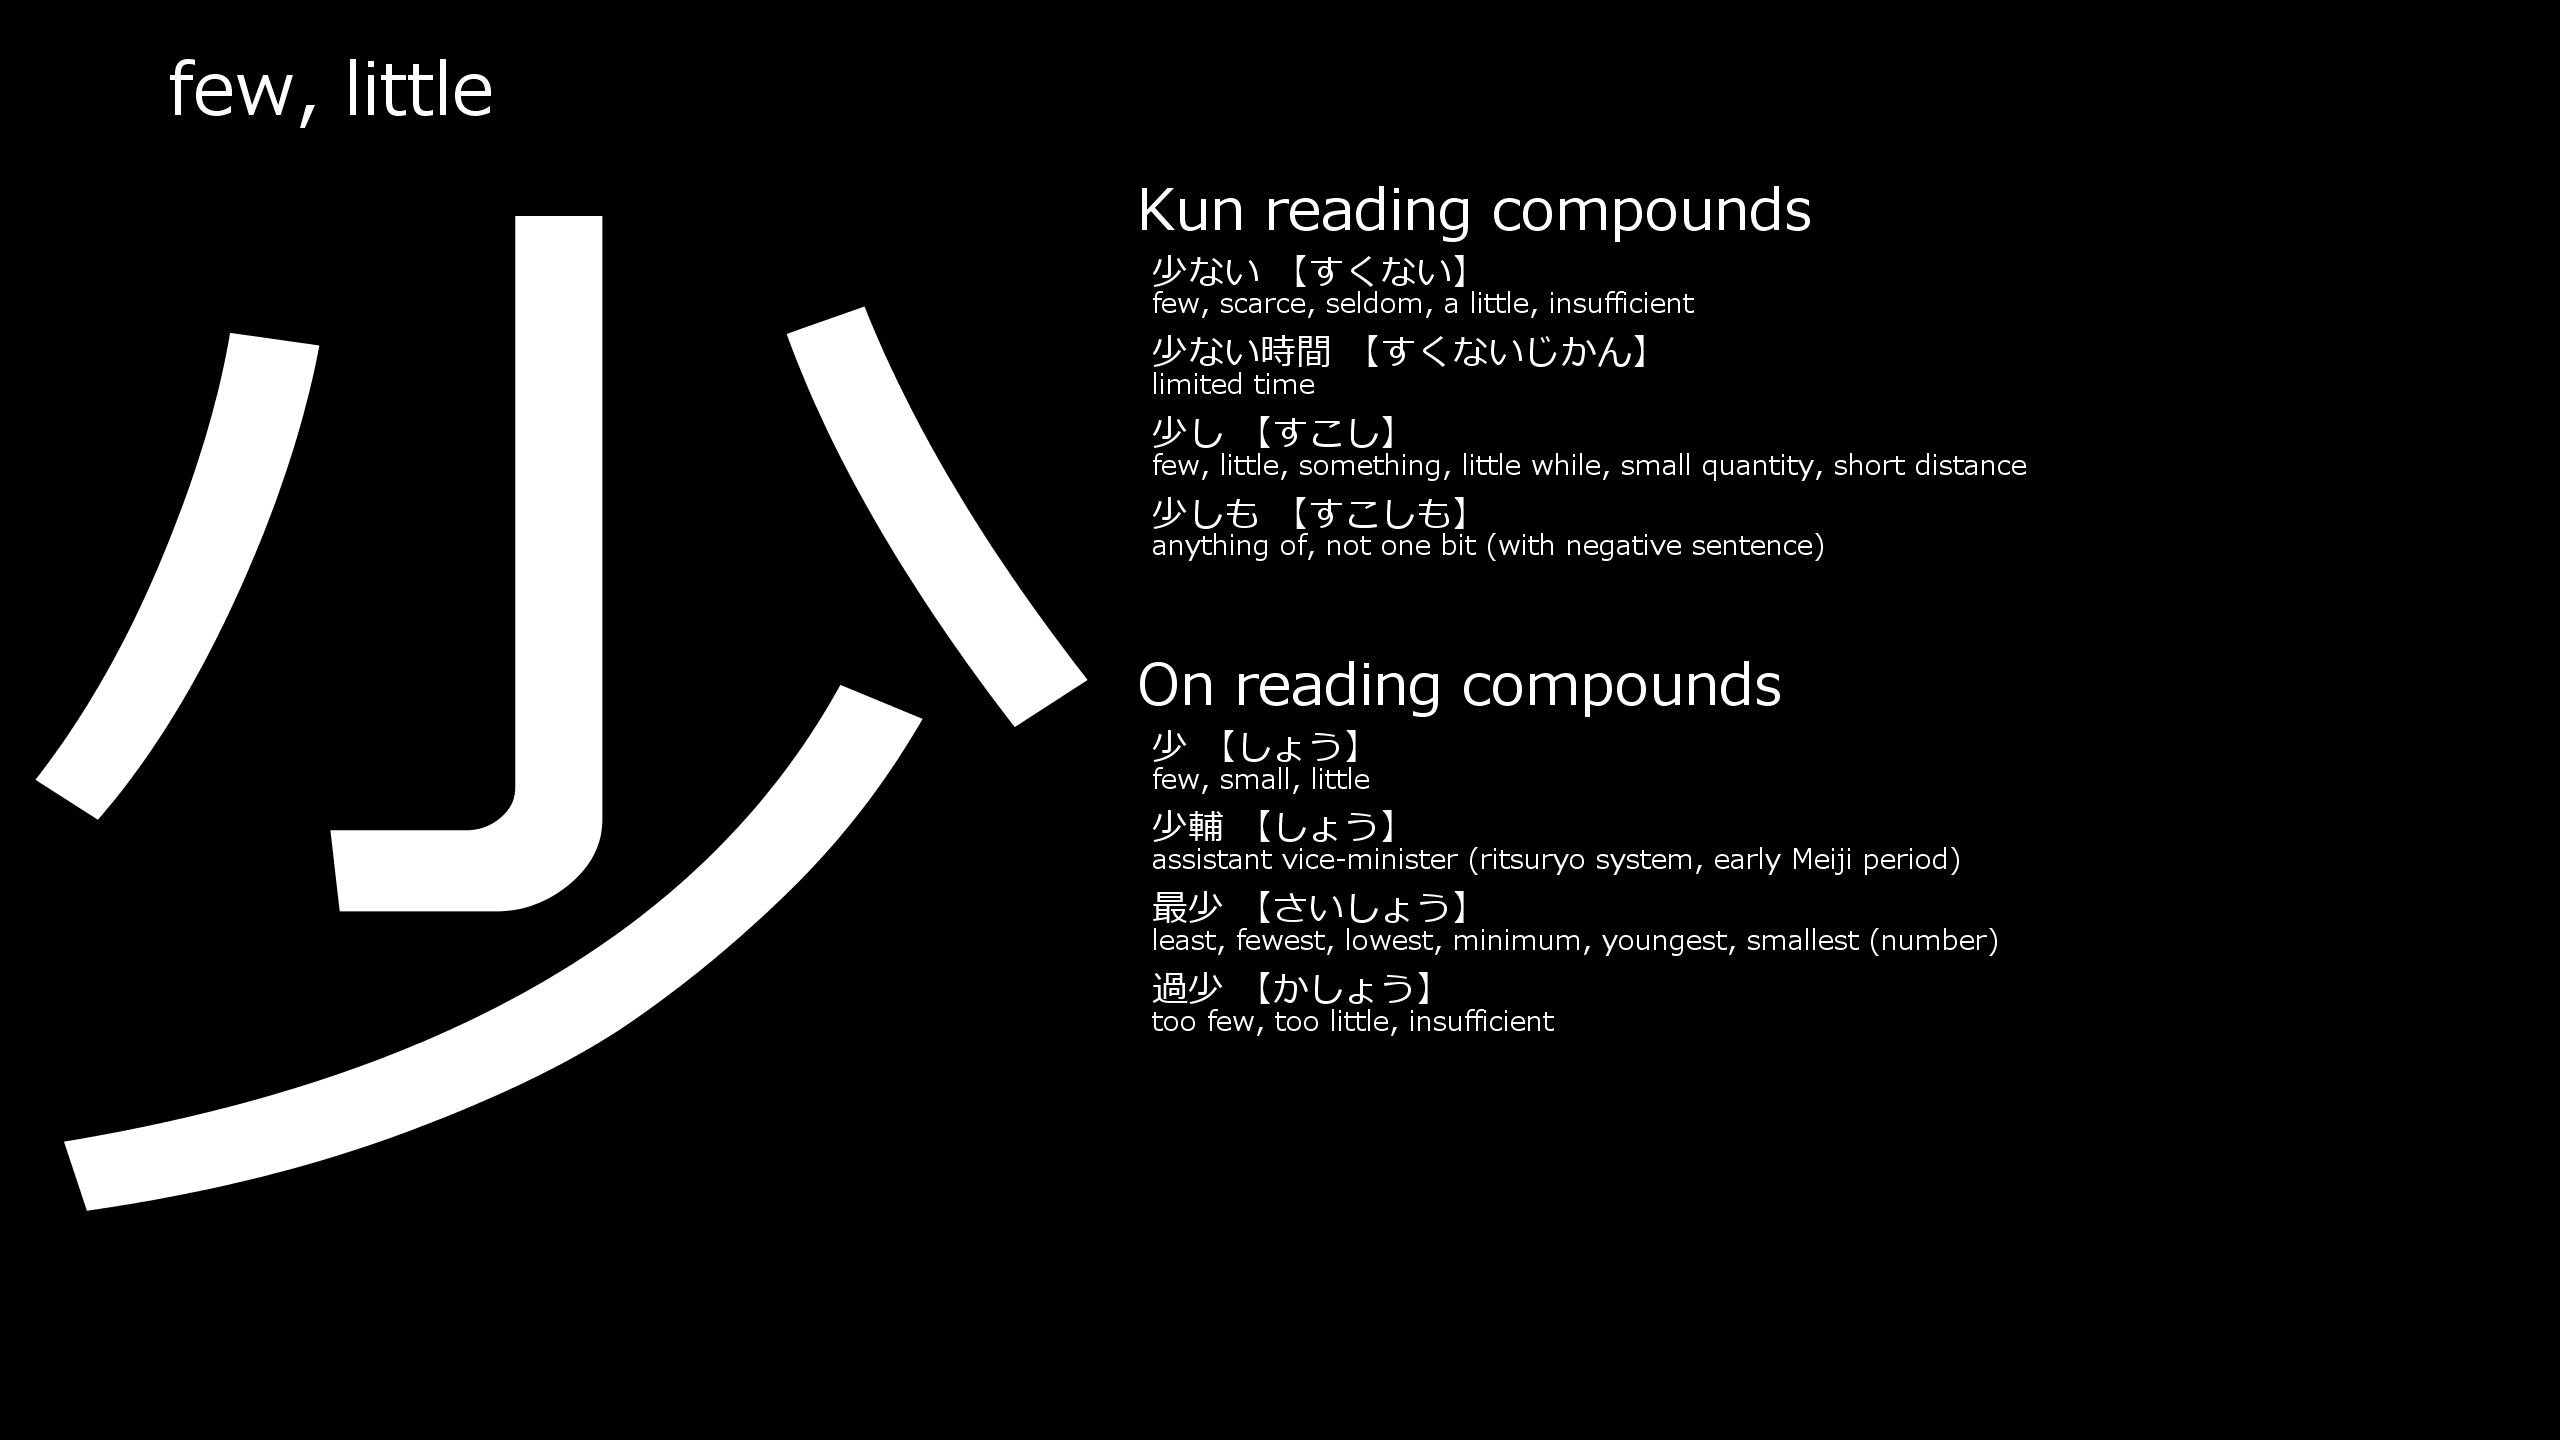 few, little
少
Kun reading compounds
少ない 【すくない】
few, scarce, seldom, a little, insufficient
少ない時間 【すくないじかん】
limited time
少し 【すこし】
few, little, something, little while, small quantity, short distance
少しも 【すこしも】
anything of, not one bit (with negative sentence)
On reading compounds
少 【しょう】
few, small, little
少輔 【しょう】
assistant vice-minister (ritsuryo system, early Meiji period)
最少 【さいしょう】
least, fewest, lowest, minimum, youngest, smallest (number)
過少 【かしょう】
too few, too little, insufficient